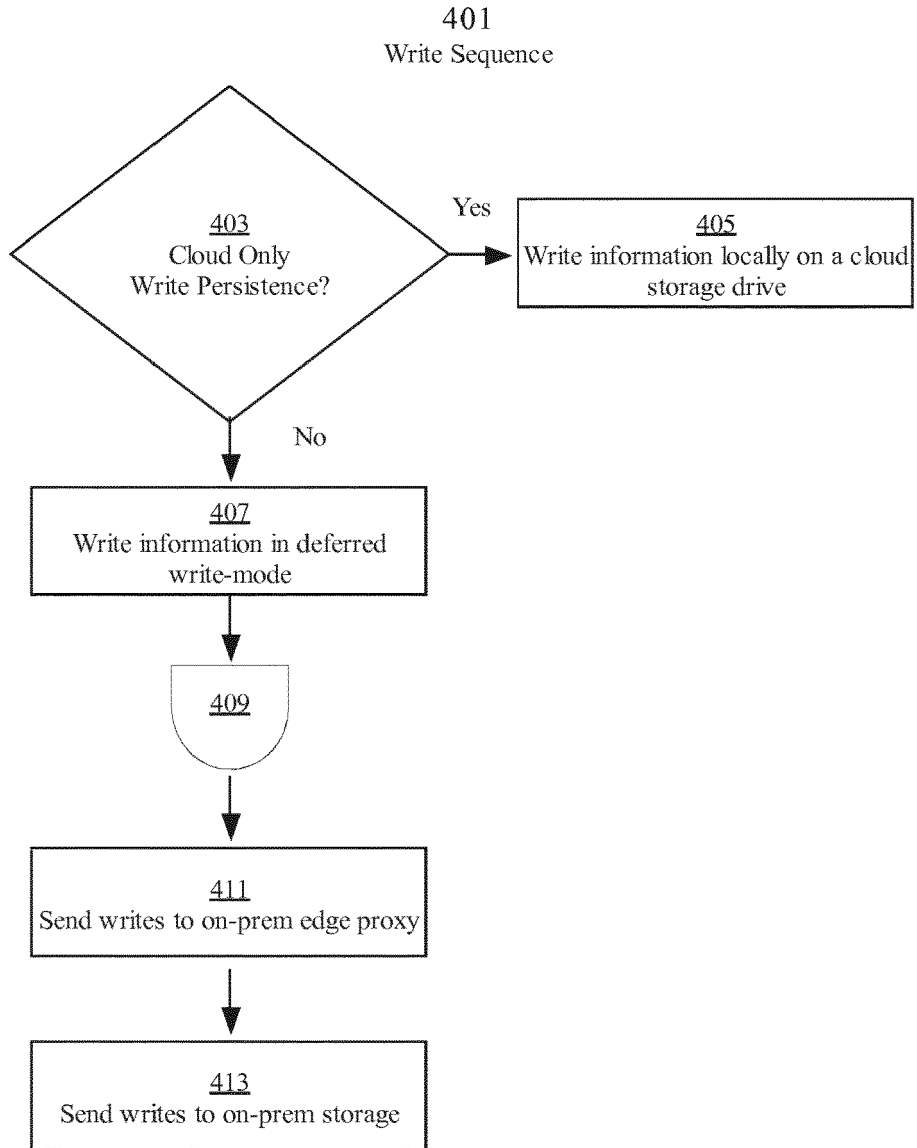 401
Write Sequence
403
Cloud Only
Write Persistence?
Yes
405
Write information locally on a cloud
storage drive
No
407
Write information in deferred
write-mode
409
411
Send writes to on-prem edge proxy
413
Send writes to on-prem storage